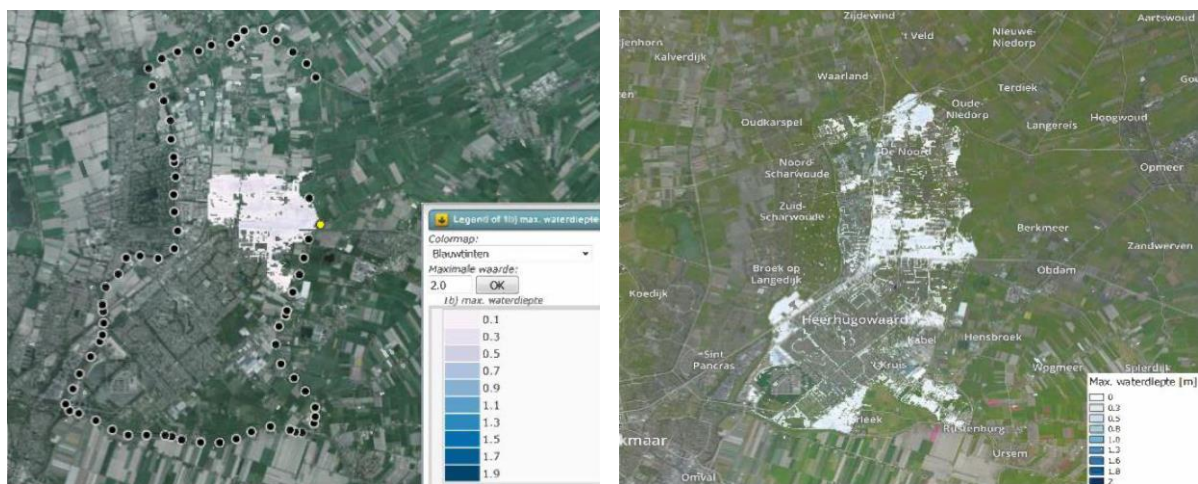 Legend of 1b) max. waterdiepte
Colormap:
Blauwtinten
Maximale waarde:
2.0 OK
1b) max. waterdiepte
0.1
0.3
0.5
0.7
0.9
1.1
1.3
1.5
1.7
1.9
Zijdewind
Aartswoud
't Veld
Nieuwe-
Niedorp
Kalverdijk
Waarland
Terdiek
Oude-
Niedorp
Oudkarspel
Langereis
Hoogwoud
De Noord
Noord-
Scharwoude
Opmeer
Zuid-
Scharwoude
Berkmeer
Zandwerven
Broek op
Langedijk
Obdam
Koedijk
Heerhugowaard
Kabel
Hensbroek
Sint
Pancras
't Kruis
Wogmeer
Spierdijk
Rustenburg
Ursem
kmaar
Omval
Max. waterdiepte [m]
0
0.3
0.5
0.8
1.0
1.3
1.6
1.8
2